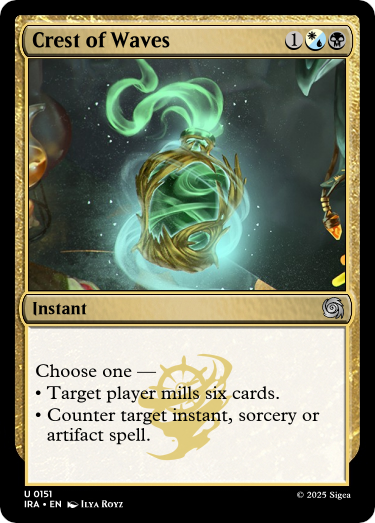 Crest of Waves 1
Instant
Choose one —
• Target player mills six cards.
• Counter target instant, sorcery or
artifact spell.
U 0151
IRA • EN ILYA ROYZ
© 2025 Sigea